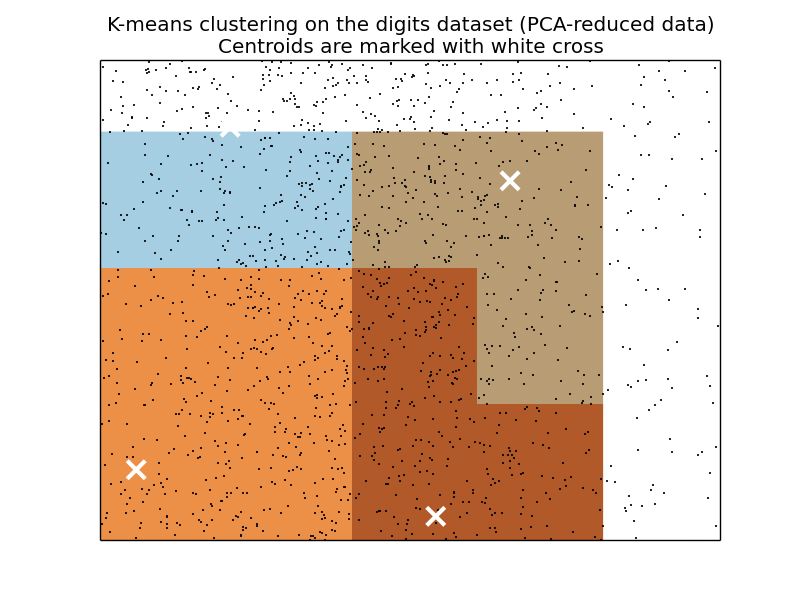 K-means clustering on the digits dataset (PCA-reduced data)
Centroids are marked with white cross